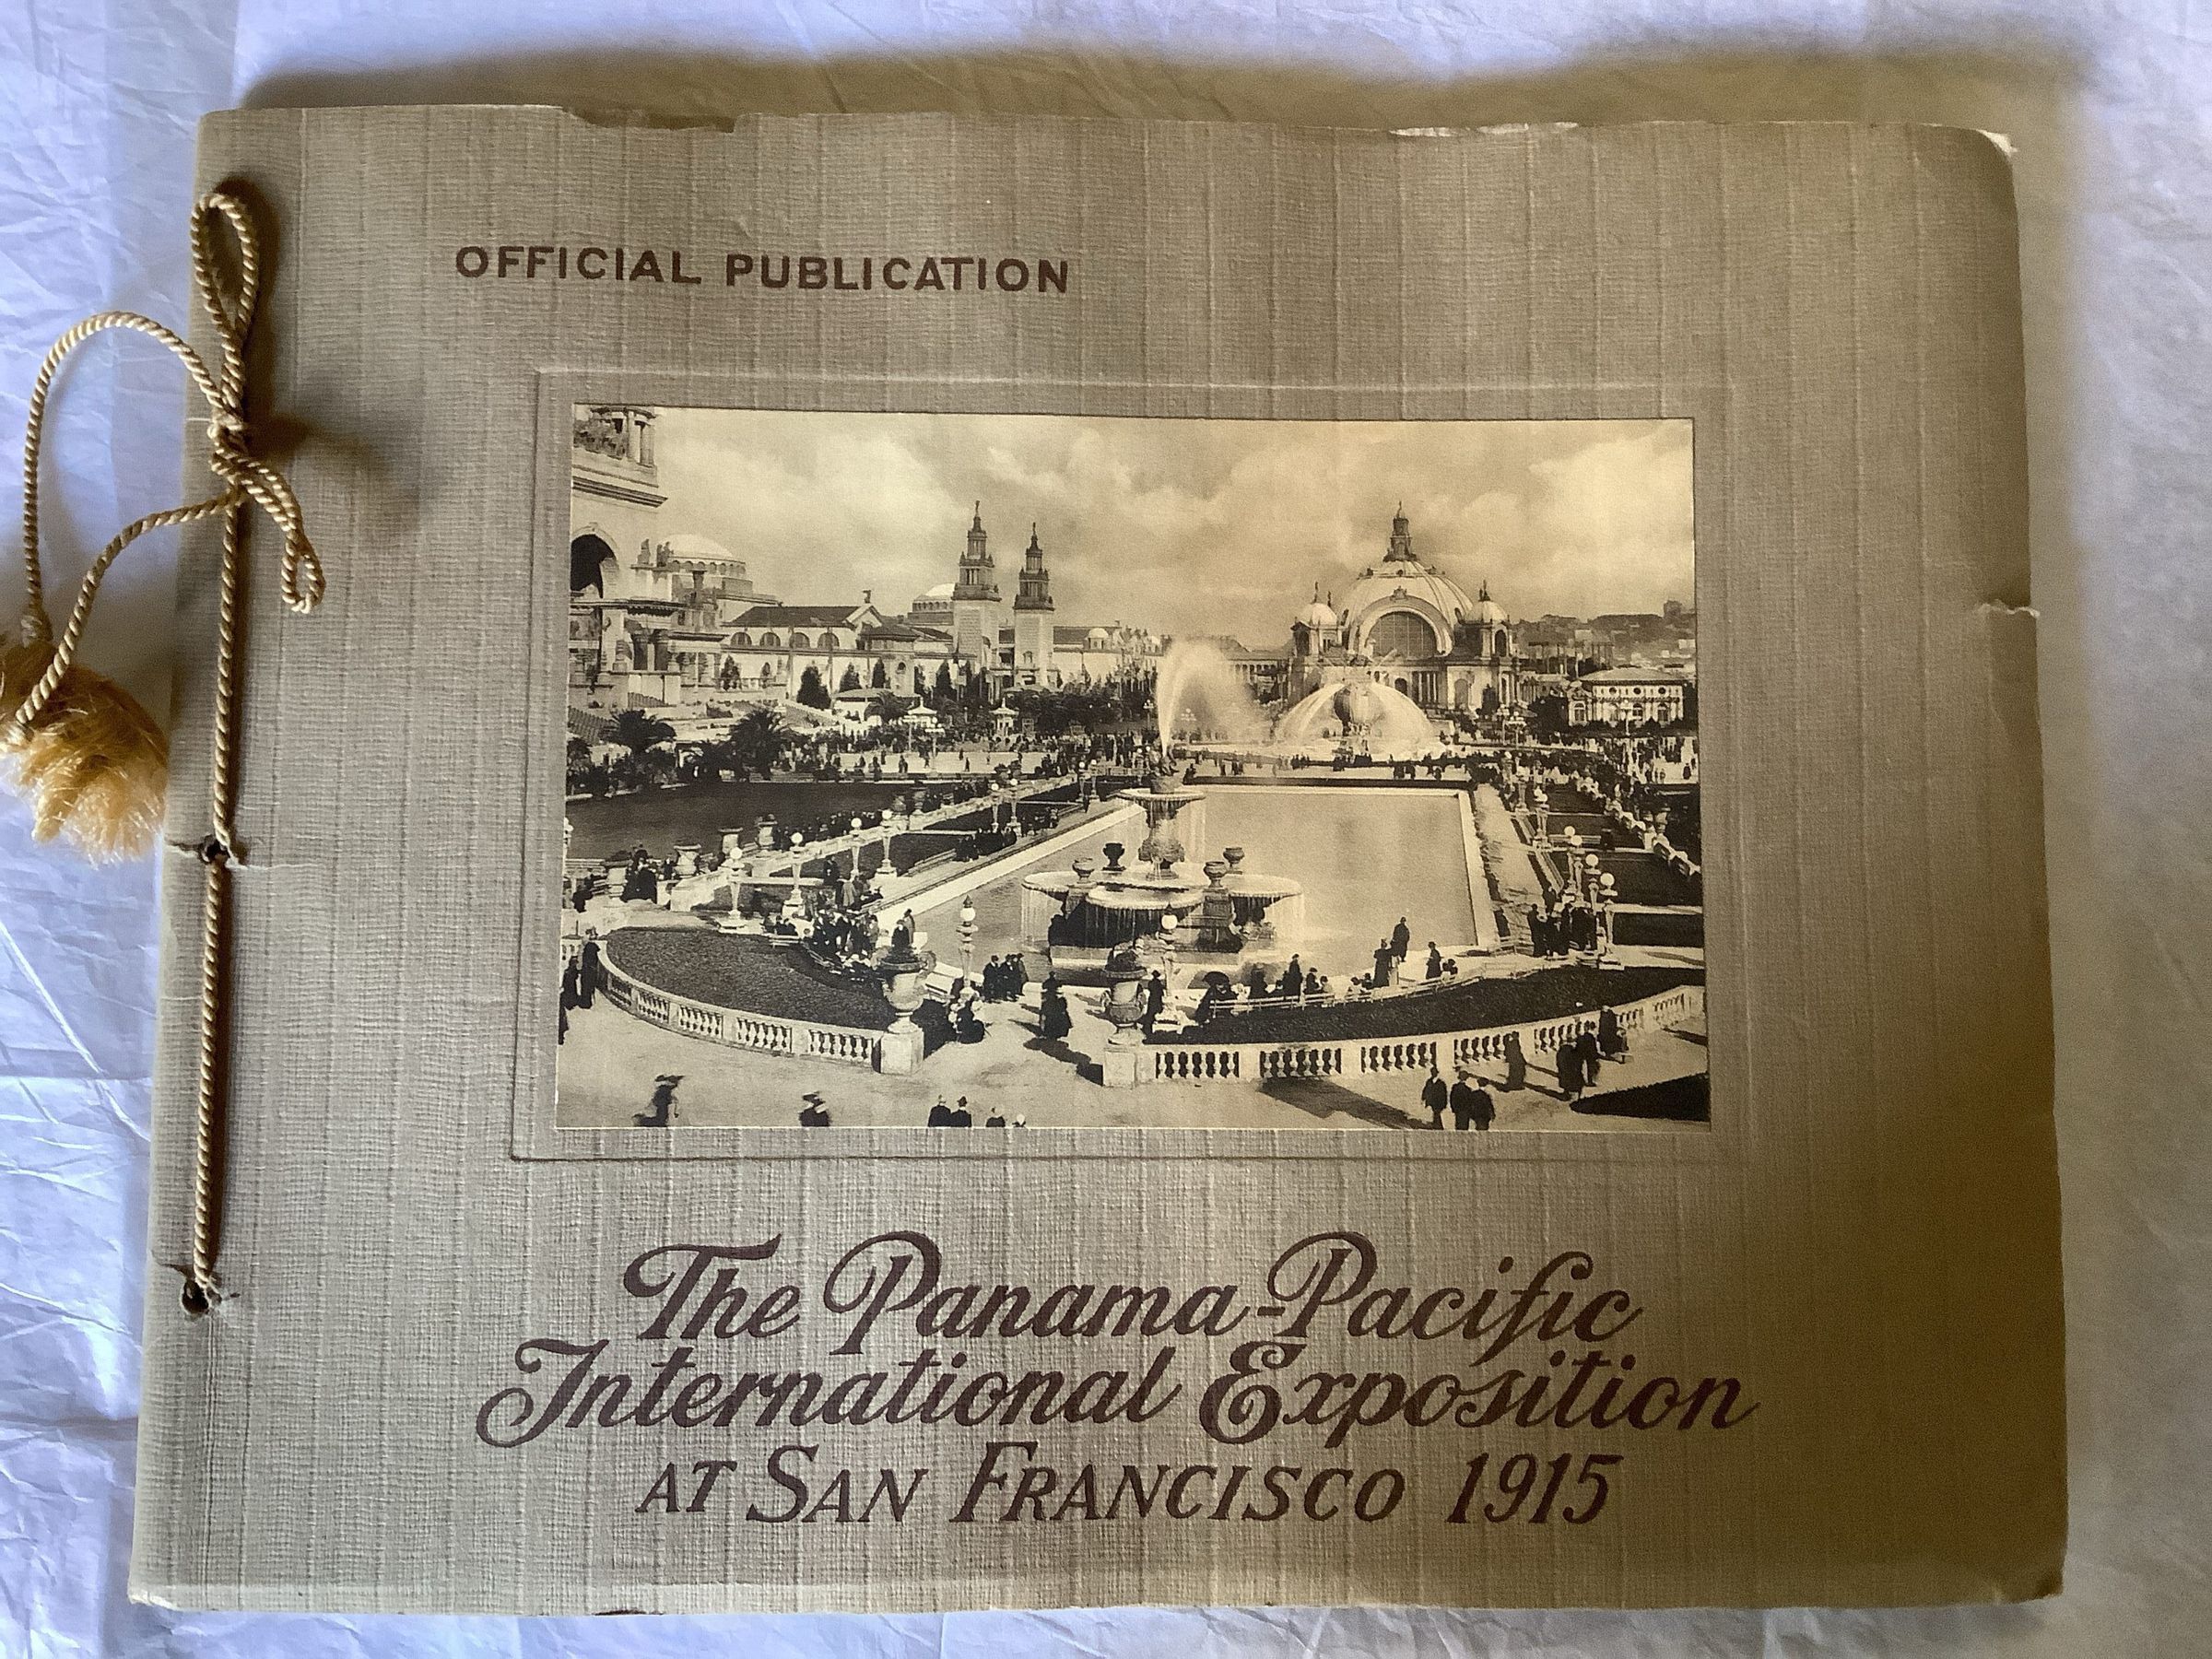 OFFICIAL PUBLICATION
The Panama-Pacific
International Exposition
AT SAN FRANCISCO 1915